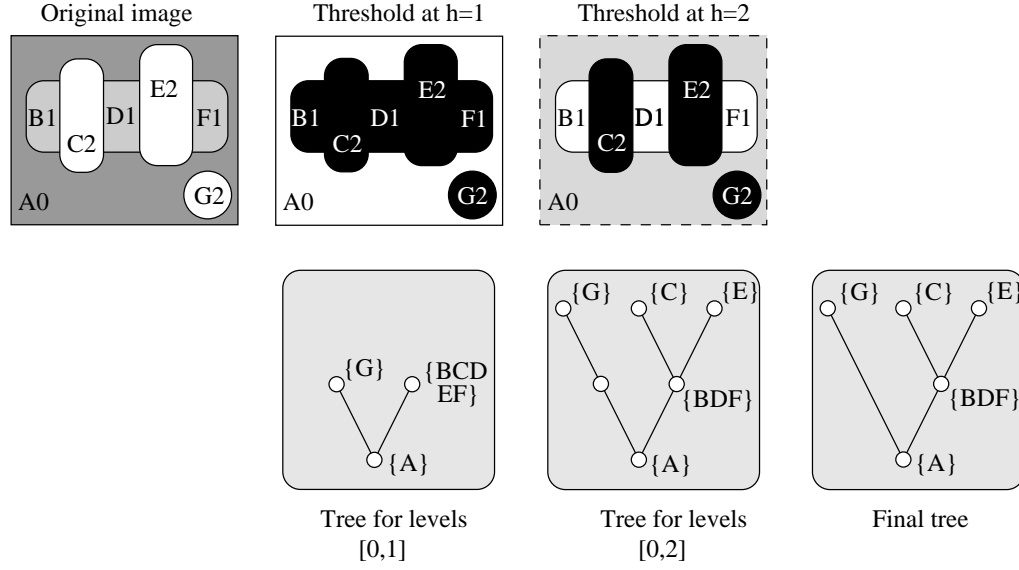 Original image
Threshold at h=1
Threshold at h=2
B1
C2
D1
E2
F1
G2
A0
B1
C2
D1
E2
F1
G2
A0
B1
C2
D1
E2
F1
G2
A0
{G}
{BCD
EF}
{A}
{G}
{C}
{E}
{BDF}
{A}
{G}
{C}
{E}
{BDF}
{A}
Tree for levels
[0,1]
Tree for levels
[0,2]
Final tree